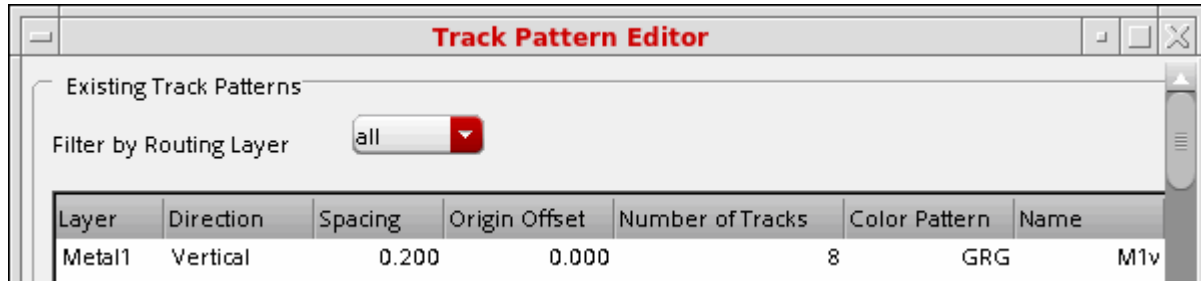 Track Pattern Editor
Existing Track Patterns
Filter by Routing Layer all
Layer Direction Spacing Origin Offset Number of Tracks Color Pattern Name
Metal1 Vertical 0.200 0.000 8 GRG M1v